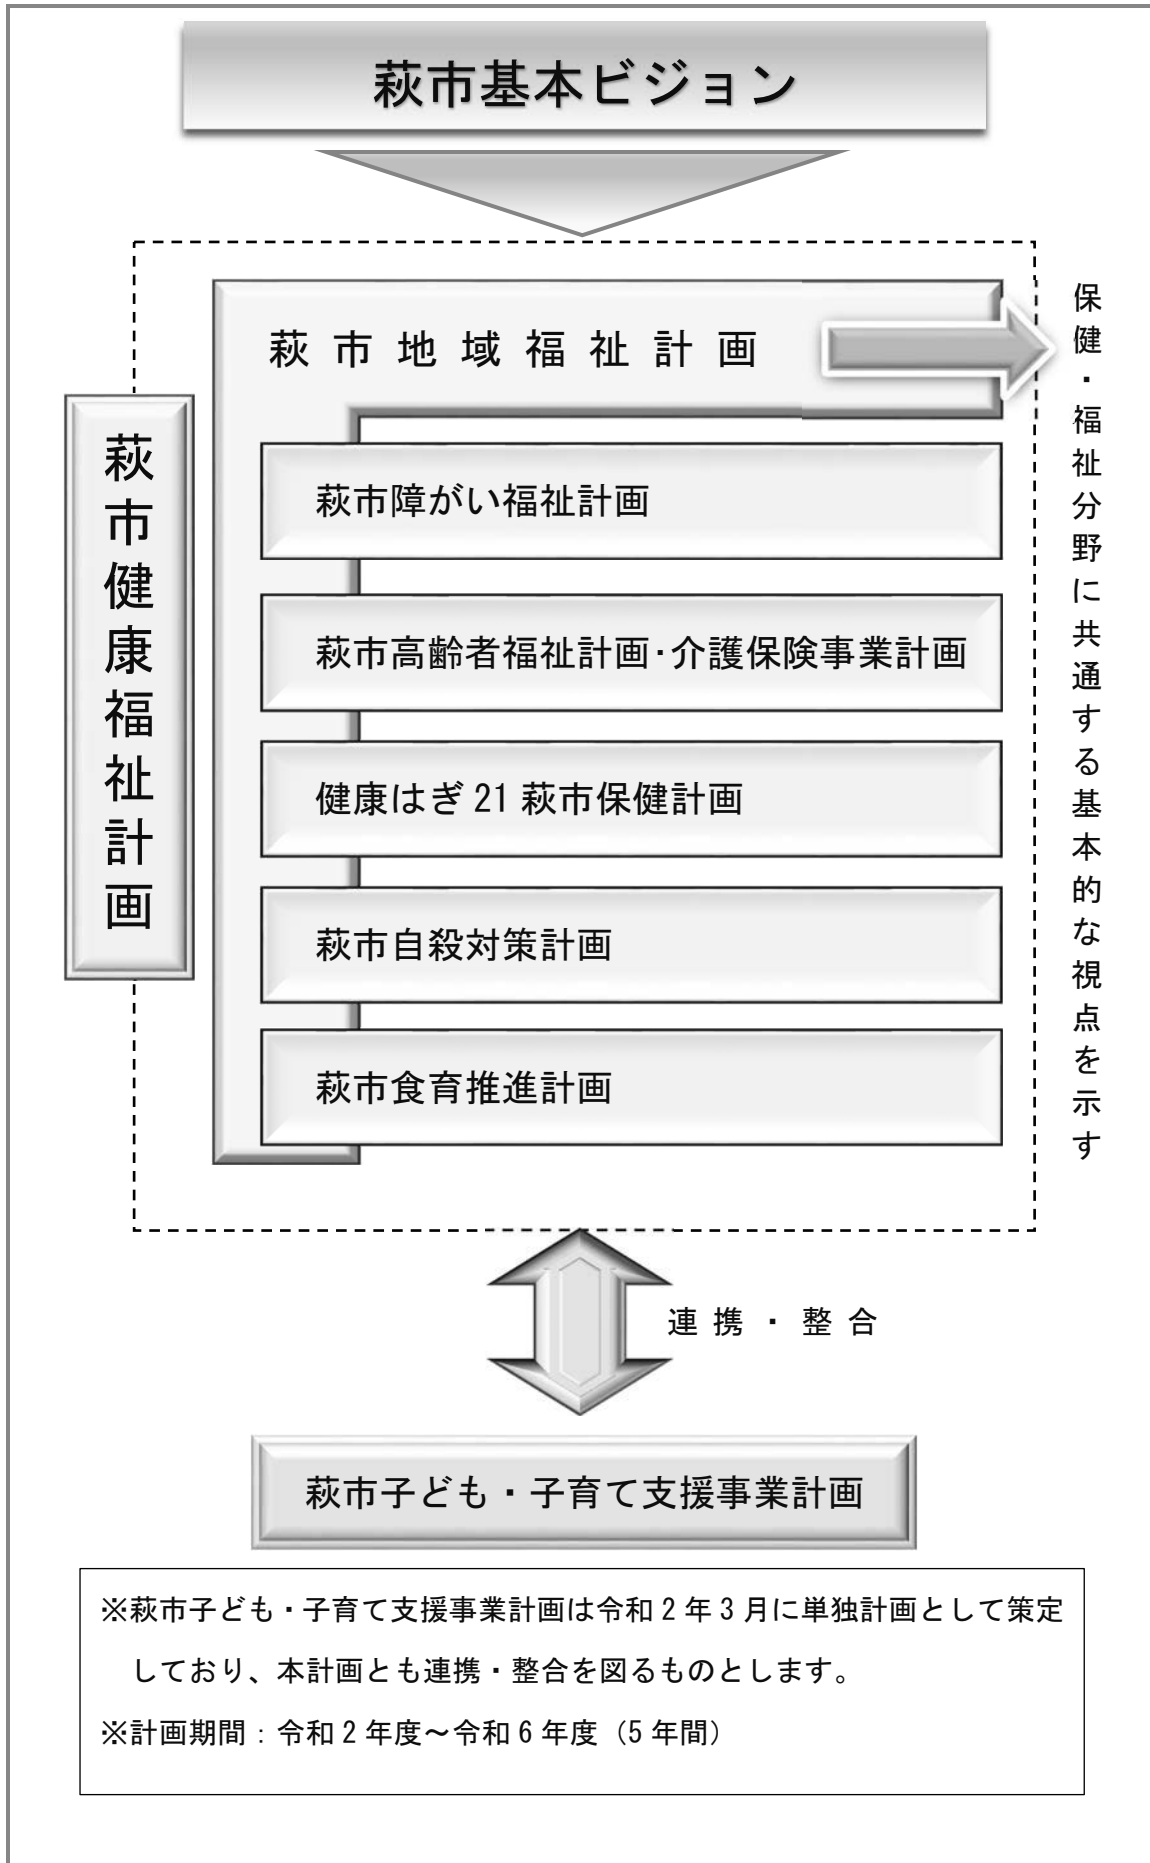 萩市基本ビジョン
萩市地域福祉計画
保健・福祉分野に共通する基本的な視点を示す
萩市健康福祉計画
萩市障がい福祉計画
萩市高齢者福祉計画･介護保険事業計画
健康はぎ21萩市保健計画
萩市自殺対策計画
萩市食育推進計画
連携・整合
萩市子ども・子育て支援事業計画
※萩市子ども・子育て支援事業計画は令和2年3月に単独計画として策定
しており、本計画とも連携・整合を図るものとします。
※計画期間：令和2年度～令和6年度（5年間）